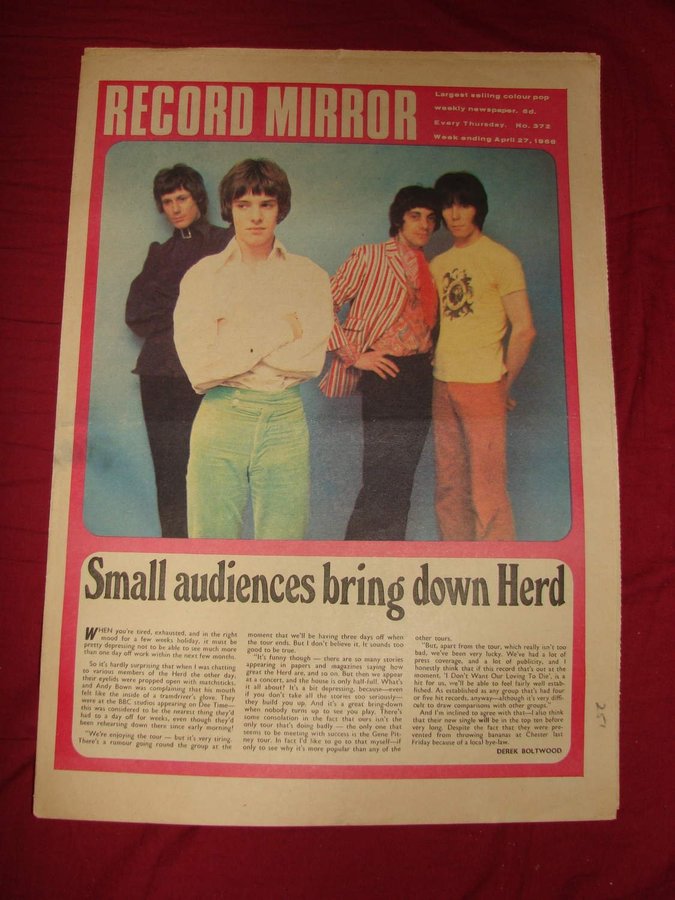 RECORD MIRROR
Largest selling colour pop
weekly newspaper. 6d.
Every Thursday. No. 372
Week ending April 27, 1968
Small audiences bring down Herd
WHEN you're tired, exhausted, and in the right
mood for a few weeks holiday, it must be
pretty depressing not to be able to see much more
than one day off work within the next few months.
So it's hardly surprising that when I was chatting
to various members of the Herd the other day,
their eyelids were propped open with matchsticks,
and Andy Bown was complaining that his mouth
felt like the inside of a tramdriver's glove. They
were at the BBC studios appearing on Dee Time—
this was considered to be the nearest thing they'd
had to a day off for weeks, even though they'd
been rehearsing down there since early morning!
"We're enjoying the tour — but it's very tiring.
There's a rumour going round the group at the
moment that we'll be having three days off when
the tour ends. But I don't believe it. It sounds too
good to be true.
"It's funny though — there are so many stories
appearing in papers and magazines saying how
great the Herd are, and so on. But then we appear
at a concert, and the house is only half-full. What's
it all about? It's a bit depressing, because—even
if you don't take all the stories too seriously—
they build you up. And it's a great bring-down
when nobody turns up to see you play. There's
some consolation in the fact that ours isn't the
only tour that's doing badly — the only one that
seems to be meeting with success is the Gene Pit-
ney tour. In fact I'd like to go to that myself—if
only to see why it's more popular than any of the
other tours.
"But, apart from the tour, which really isn't too
bad, we've been very lucky. We've had a lot of
press coverage, and a lot of publicity, and I
honestly think that if this record that's out at the
moment, 'I Don't Want Our Loving To Die', is a
hit for us, we'll be able to feel fairly well estab-
lished. As established as any group that's had four
or five hit records, anyway—although it's very diffi-
cult to draw comparisons with other groups."
And I'm inclined to agree with that—I also think
that their new single will be in the top ten before
very long. Despite the fact that they were pre-
vented from throwing bananas at Chester last
Friday because of a local bye-law.
DEREK BOLTWOOD